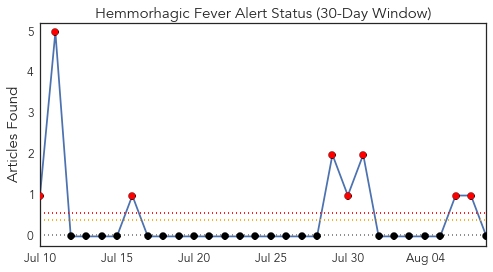 Hemmorhagic Fever Alert Status (30-Day Window)
Articles Found
5
4
3
2
1
0
Jul 10
Jul 15
Jul 20
Jul 25
Jul 30
Aug 04